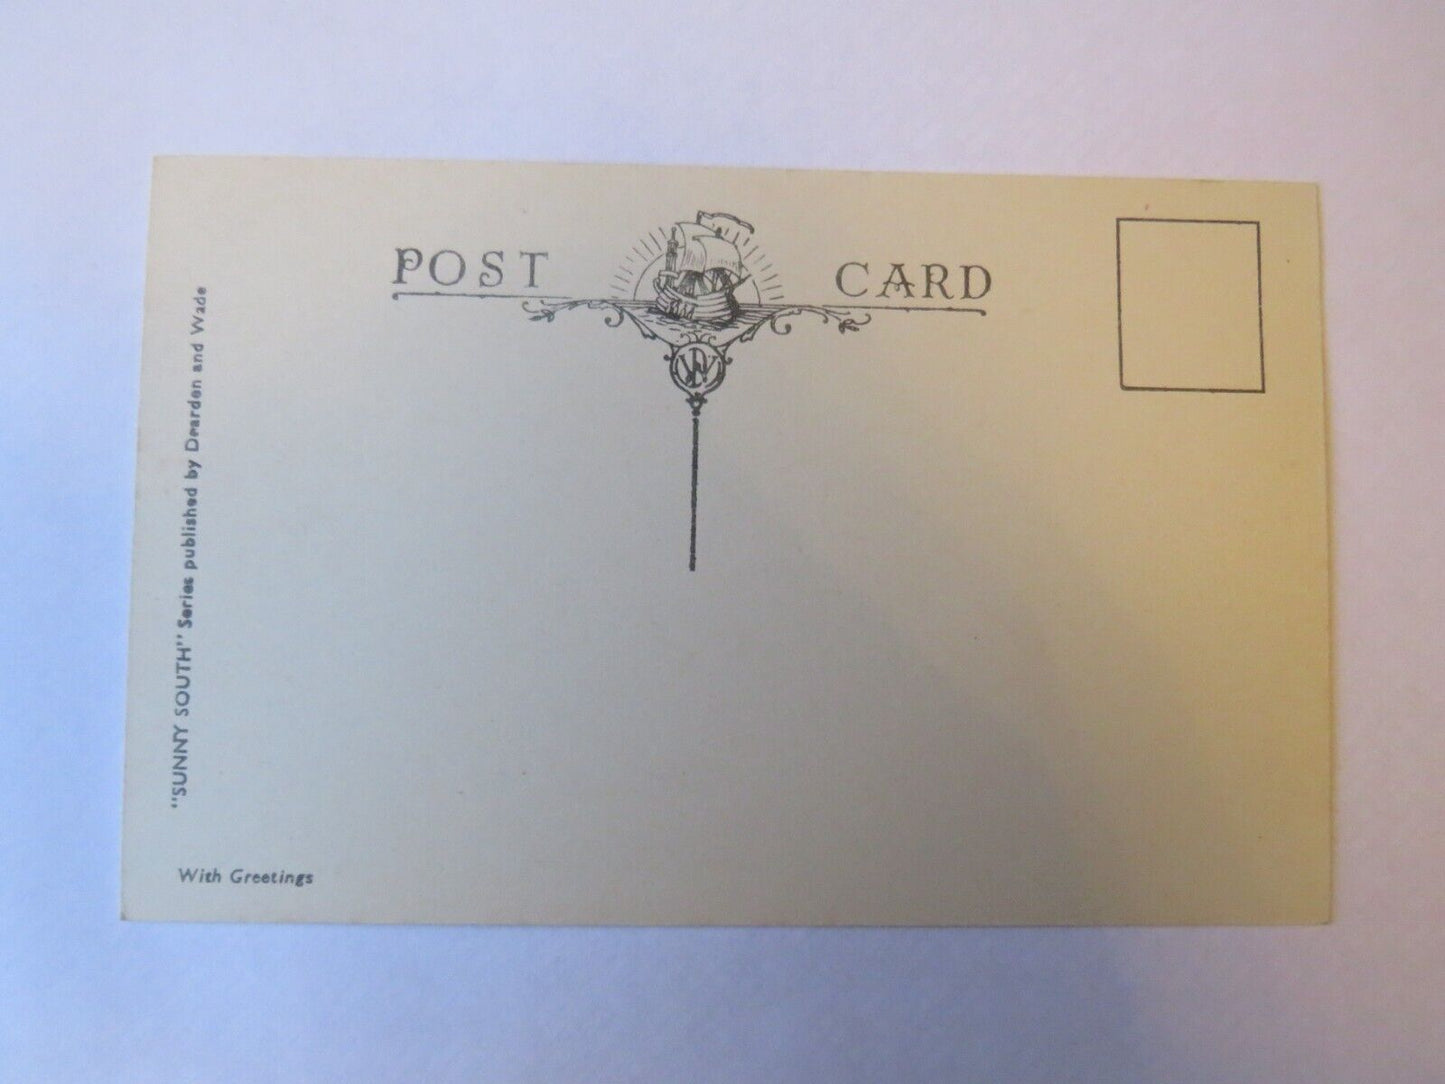 POST CARD
"SUNNY SOUTH" Series published by Dearden and Wade
With Greetings